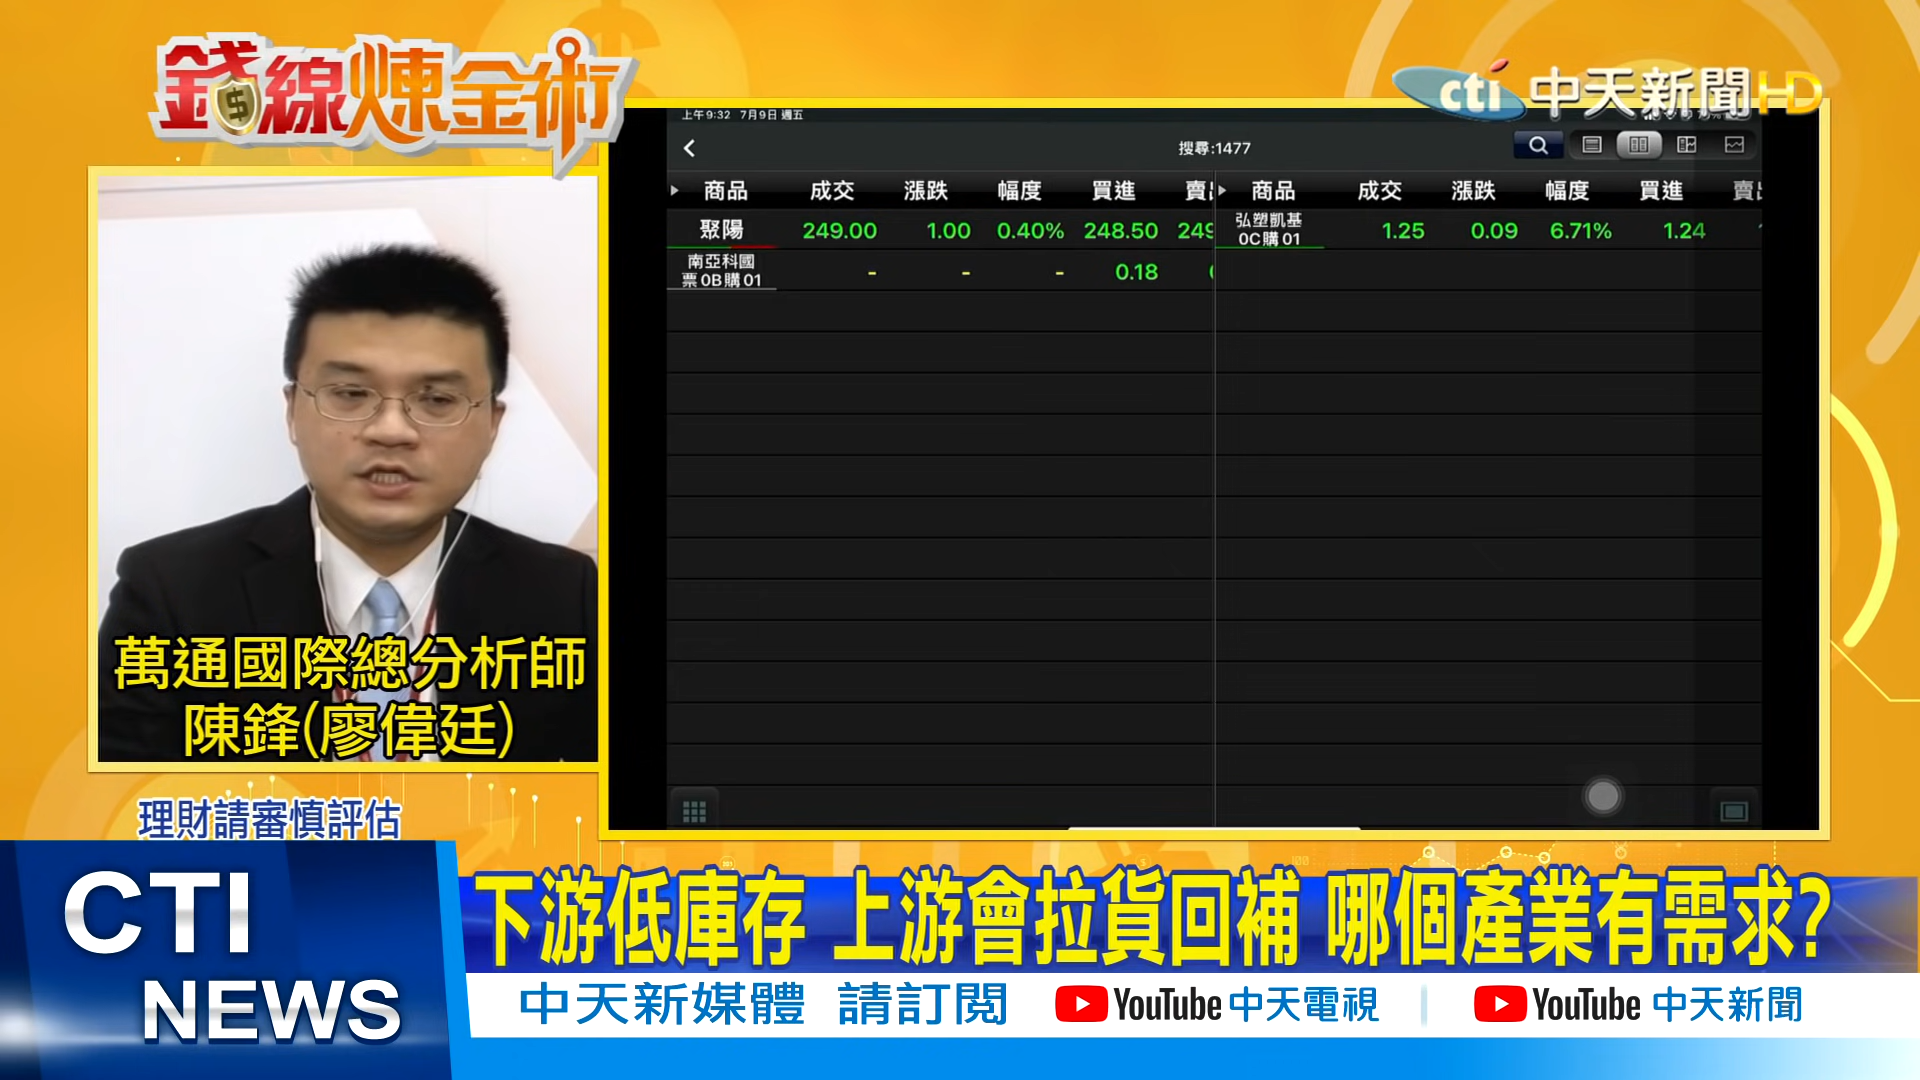 錢線煉金術
cti 中天新聞HD
上午9:32 7月9日 週五
搜尋:1477
商品 成交 漲跌 幅度 買進
商品 成交 漲跌 幅度 買進
聚陽 249.00 1.00 0.40% 248.50 249
弘塑凱基
0C購01 1.25 0.09 6.71% 1.24
南亞科國
票0B購01 - - - 0.18
萬通國際總分析師
陳鋒(廖偉廷)
理財請審慎評估
CTI
NEWS
下游低庫存 上游會拉貨回補 哪個產業有需求?
中天新媒體 請訂閱 YouTube 中天電視 | YouTube 中天新聞